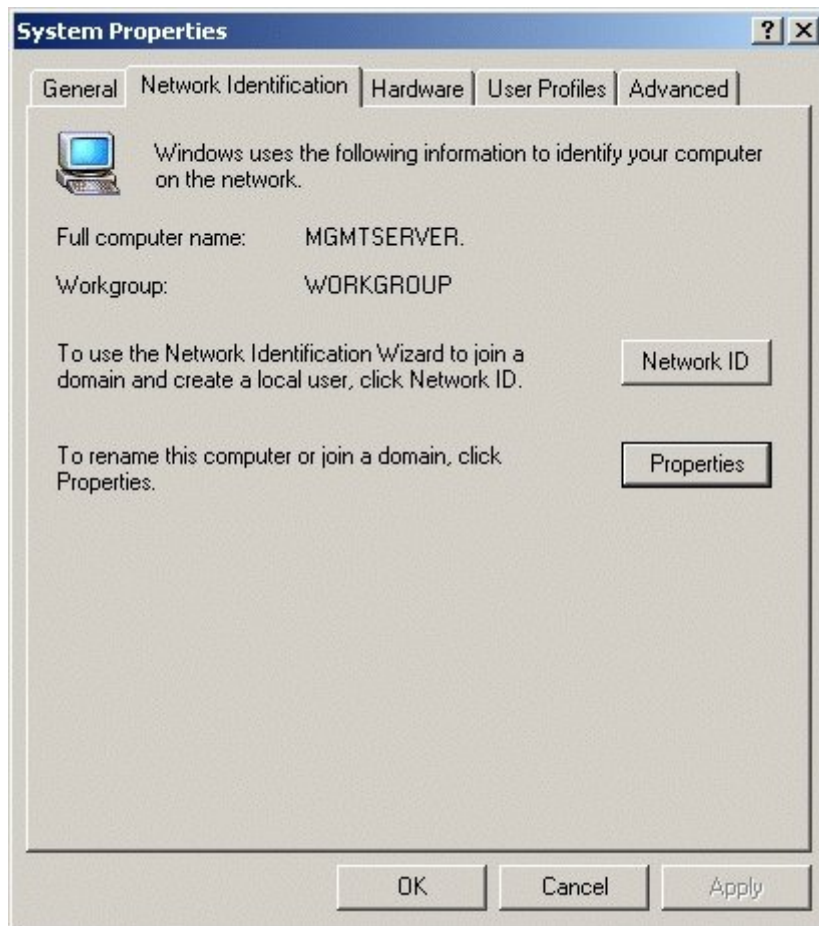 System Properties
General Network Identification Hardware User Profiles Advanced
Windows uses the following information to identify your computer
on the network.
Full computer name: MGMTSERVER.
Workgroup: WORKGROUP
To use the Network Identification Wizard to join a
domain and create a local user, click Network ID.
Network ID
To rename this computer or join a domain, click
Properties.
Properties
OK Cancel Apply